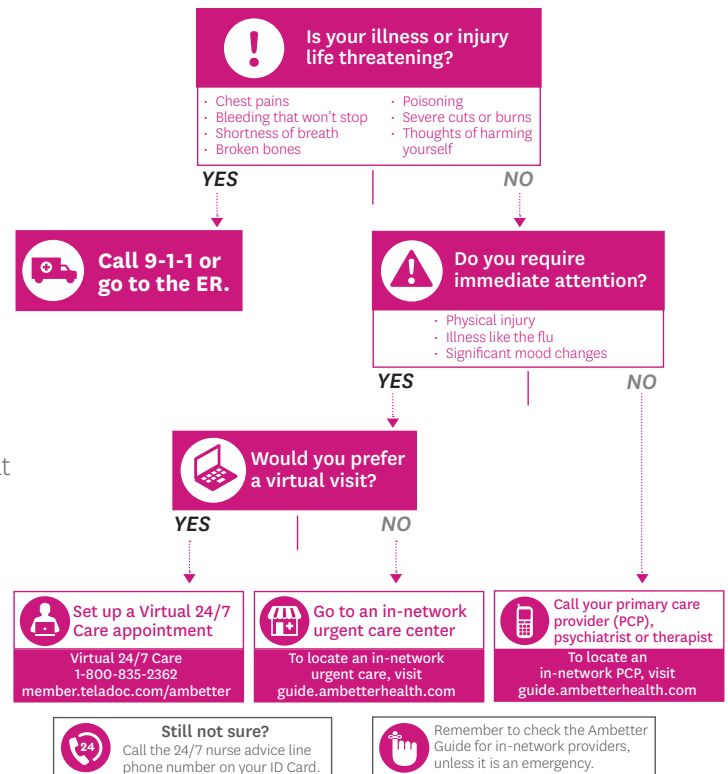 Is your illness or injury
life threatening?
· Chest pains
· Bleeding that won't stop
· Shortness of breath
· Broken bones
· Poisoning
· Severe cuts or burns
· Thoughts of harming
yourself
YES
NO
Call 9-1-1 or
go to the ER.
Do you require
immediate attention?
· Physical injury
· Illness like the flu
· Significant mood changes
YES
NO
Would you prefer
a virtual visit?
YES
NO
Set up a Virtual 24/7
Care appointment
Virtual 24/7 Care
1-800-835-2362
member.teladoc.com/ambetter
Go to an in-network
urgent care center
To locate an in-network
urgent care, visit
guide.ambetterhealth.com
Call your primary care
provider (PCP),
psychiatrist or therapist
To locate an
in-network PCP, visit
guide.ambetterhealth.com
24
Still not sure?
Call the 24/7 nurse advice line
phone number on your ID Card.
Remember to check the Ambetter
Guide for in-network providers,
unless it is an emergency.